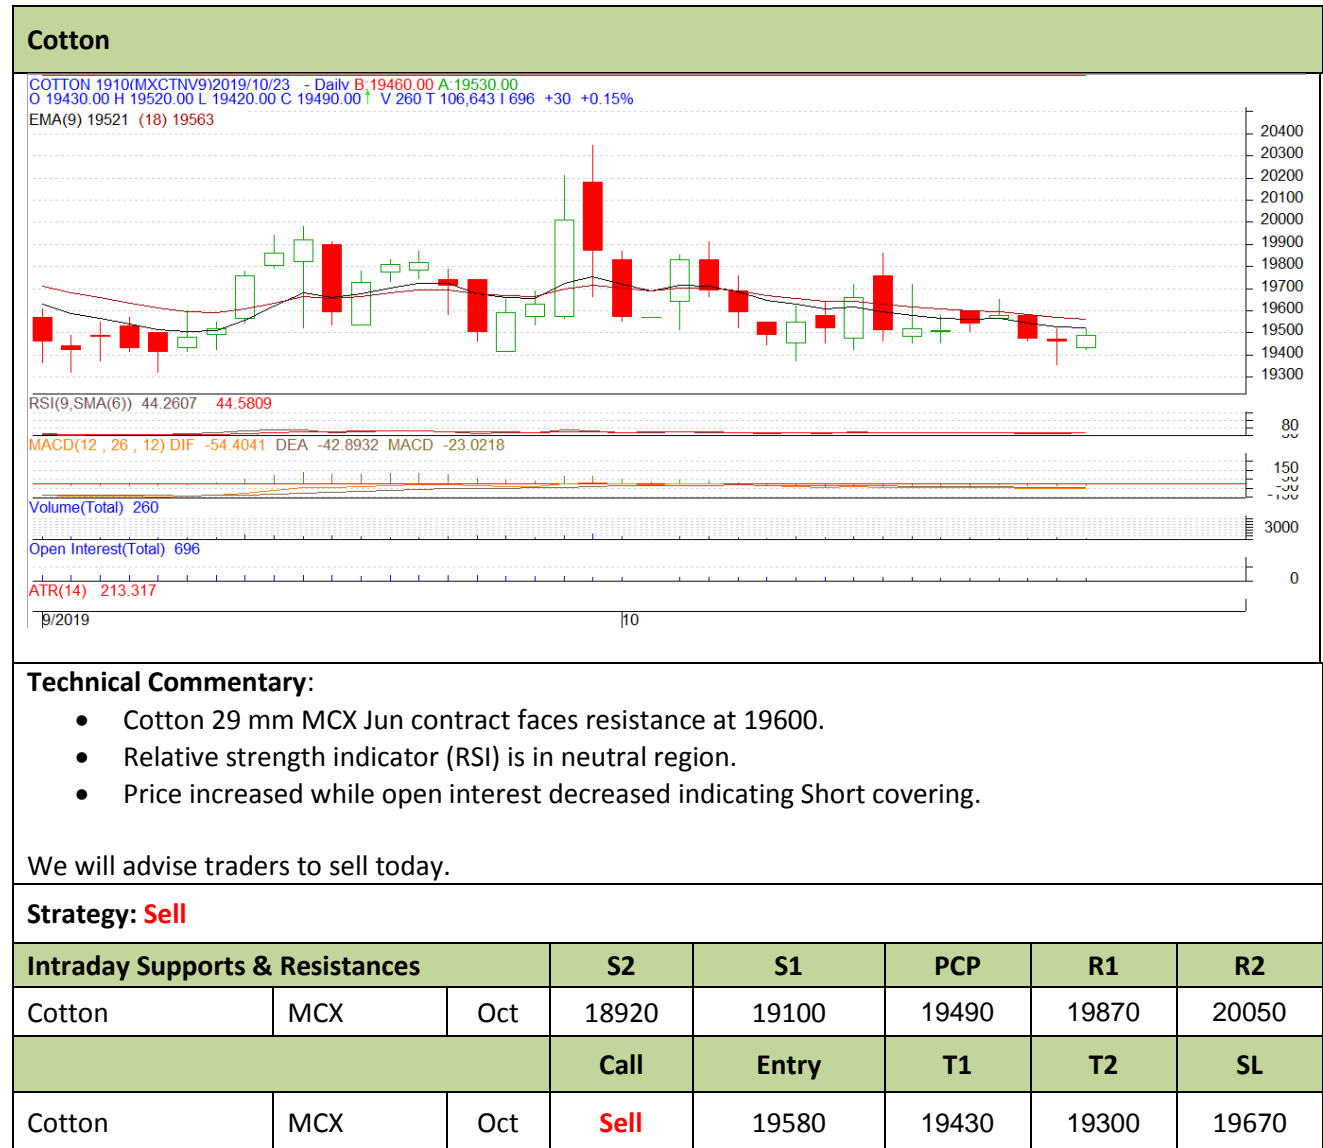 Cotton
COTTON 1910(MXCTNV9)2019/10/23 - Daily B:19460.00 A:19530.00
O 19430.00 H 19520.00 L 19420.00 C 19490.00↑ V 260 T 106,643 I 696 +30 +0.15%
EMA(9) 19521 (18) 19563
20400
20300
20200
20100
20000
19900
19800
19700
19600
19500
19400
19300
RSI(9,SMA(6)) 44.2607 44.5809
80
MACD(12 , 26 , 12) DIF -54.4041 DEA -42.8932 MACD -23.0218
150
Volume(Total) 260
3000
Open Interest(Total) 696
0
ATR(14) 213.317
9/2019 10
Technical Commentary:
• Cotton 29 mm MCX Jun contract faces resistance at 19600.
• Relative strength indicator (RSI) is in neutral region.
• Price increased while open interest decreased indicating Short covering.
We will advise traders to sell today.
Strategy: Sell
Intraday Supports & Resistances S2 S1 PCP R1 R2
Cotton MCX Oct 18920 19100 19490 19870 20050
Call Entry T1 T2 SL
Cotton MCX Oct Sell 19580 19430 19300 19670